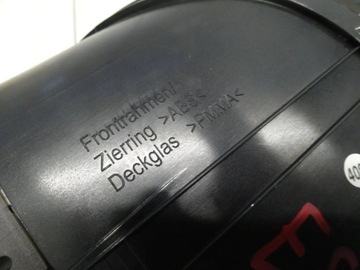 Frontrahmen/
Zierring >ABS<
Deckglas >PMMA<